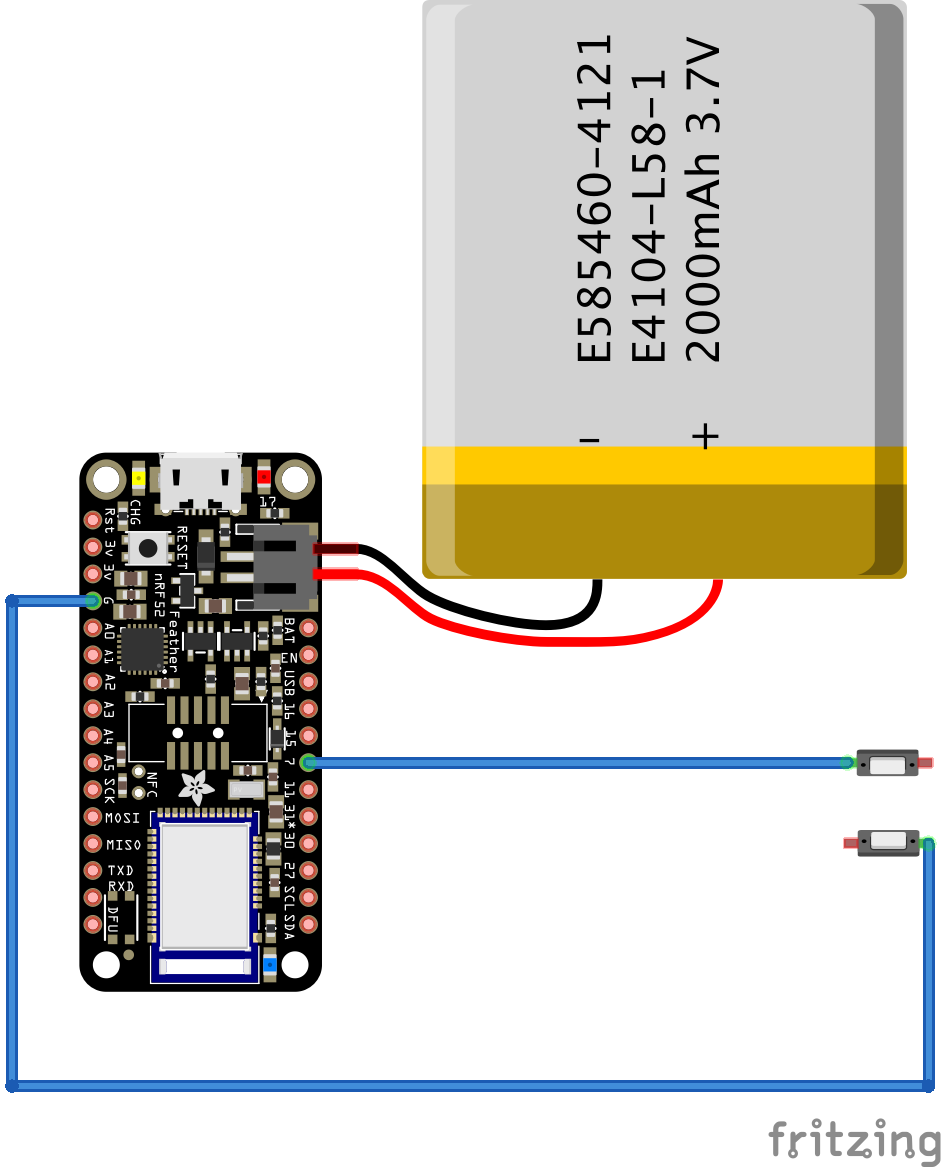 E585460-4121
E4104-L58-1
2000mAh 3.7V
- +
CHG
17
RESET
nRF52
Feather
Rst
3v
3v
G
A0
A1
A2
A3
A4
A5
SCK
MOSI
MISO
TXD
RXD
DFU
NFC
BAT
EN
USB
16
15
7
11
31*
30
27
SCL
SDA
fritzing